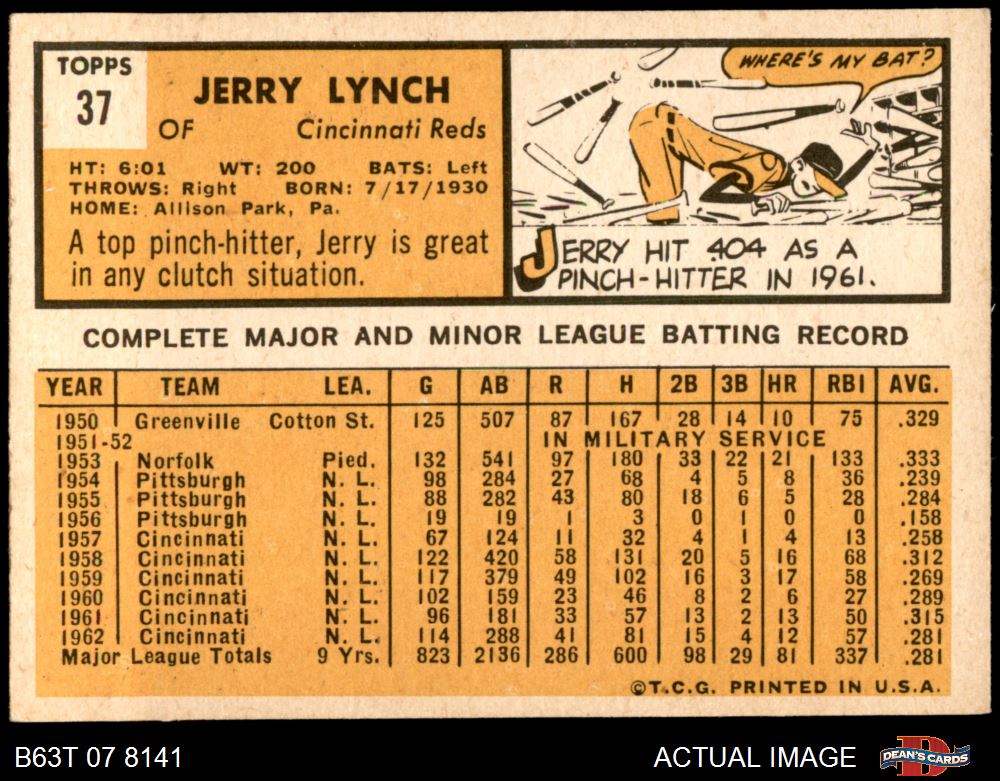 TOPPS
37
JERRY LYNCH
OF Cincinnati Reds
HT: 6:01 WT: 200 BATS: Left
THROWS: Right BORN: 7/17/1930
HOME: Allison Park, Pa.
A top pinch-hitter, Jerry is great
in any clutch situation.
WHERE'S MY BAT?
JERRY HIT .404 AS A
PINCH-HITTER IN 1961.
COMPLETE MAJOR AND MINOR LEAGUE BATTING RECORD
YEAR TEAM LEA. G AB R H 2B 3B HR RBI AVG.
1950 Greenville Cotton St. 125 507 87 167 28 14 10 75 .329
1951-52 IN MILITARY SERVICE
1953 Norfolk Pied. 132 541 97 180 33 22 21 133 .333
1954 Pittsburgh N. L. 98 284 27 68 4 5 8 36 .239
1955 Pittsburgh N. L. 88 282 43 80 18 6 5 28 .284
1956 Pittsburgh N. L. 19 19 1 3 0 1 0 0 .158
1957 Cincinnati N. L. 67 124 11 32 4 1 4 13 .258
1958 Cincinnati N. L. 122 420 58 131 20 5 16 68 .312
1959 Cincinnati N. L. 117 379 49 102 16 3 17 58 .269
1960 Cincinnati N. L. 102 159 23 46 8 2 6 27 .289
1961 Cincinnati N. L. 96 181 33 57 13 2 13 50 .315
1962 Cincinnati N. L. 114 288 41 81 15 4 12 57 .281
Major League Totals 9 Yrs. 823 2136 286 600 98 29 81 337 .281
©T.C.G. PRINTED IN U.S.A.
B63T 07 8141 ACTUAL IMAGE DEAN'S CARDS